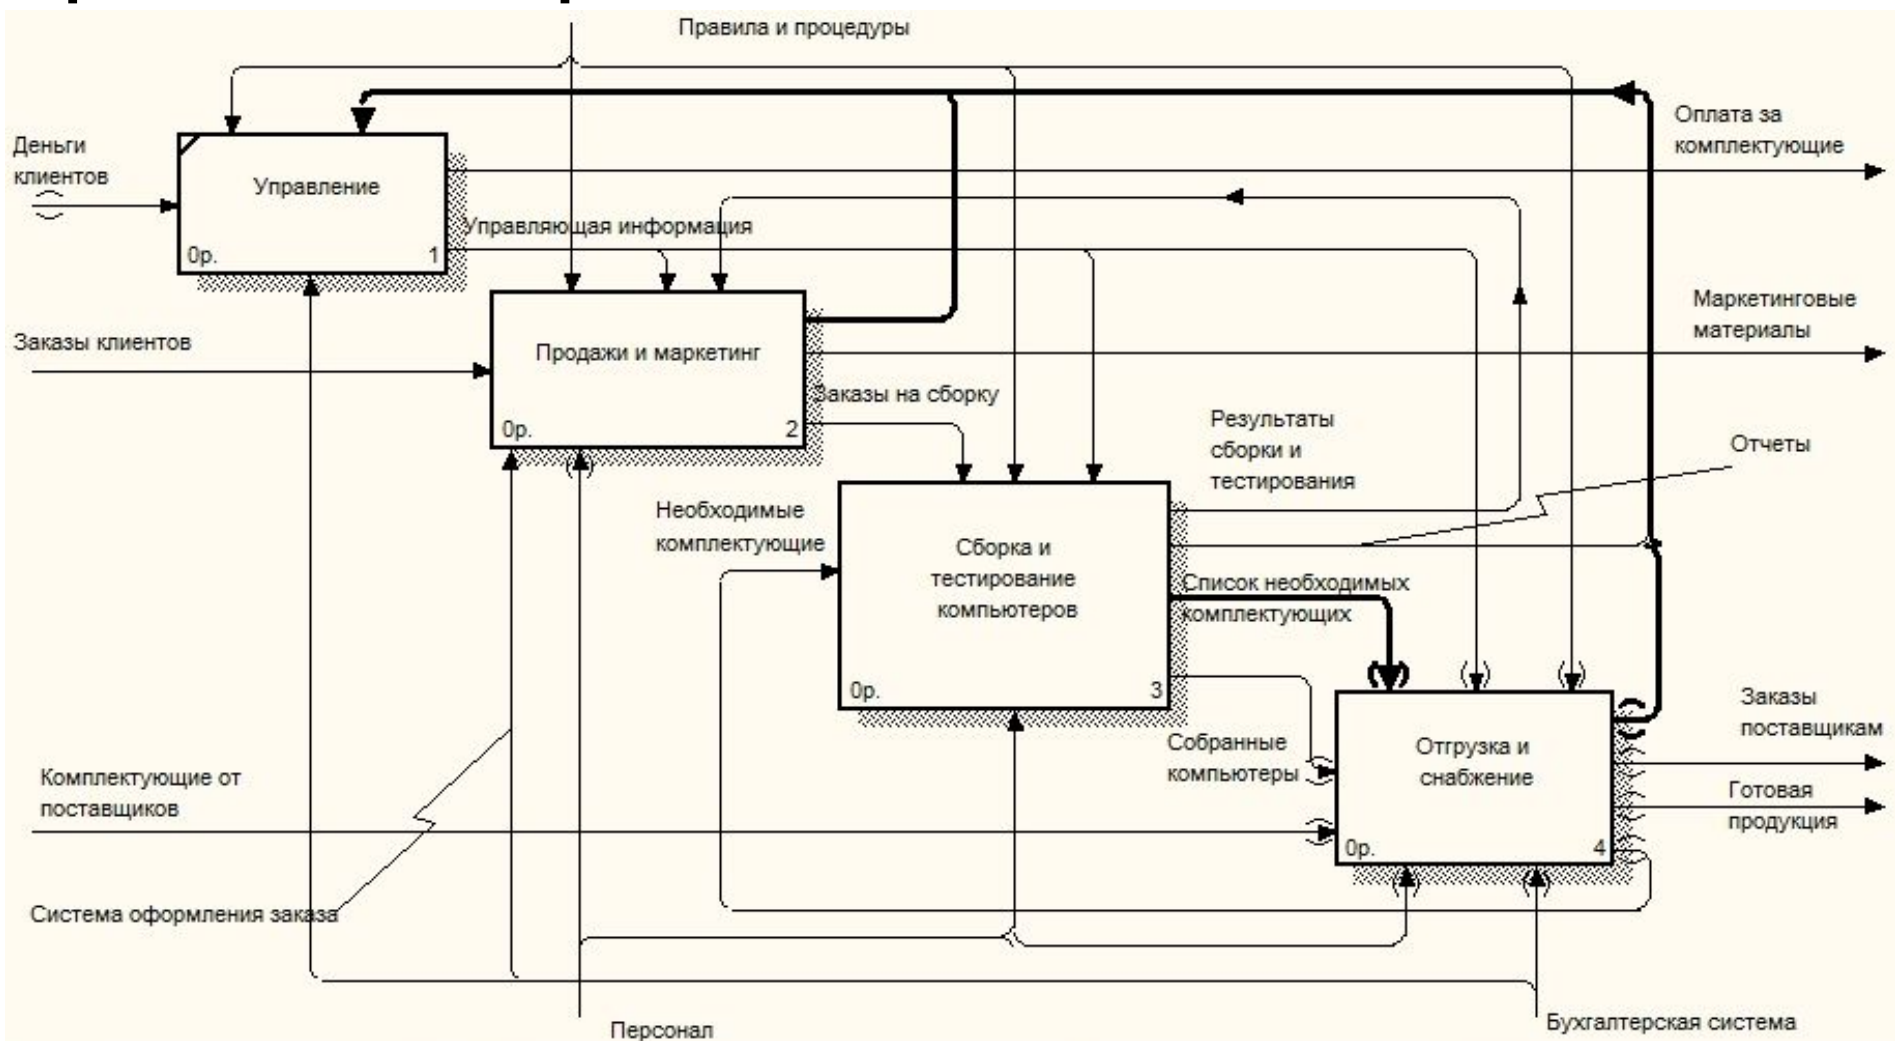 Правила и процедуры
Оплата за
комплектующие
Деньги
клиентов
Управление
0р.
1
Управляющая информация
Маркетинговые
материалы
Заказы клиентов
Продажи и маркетинг
0р.
2
Заказы на сборку
Результаты
сборки и
тестирования
Отчеты
Необходимые
комплектующие
Сборка и
тестирование
компьютеров
0р.
3
Список необходимых
комплектующих
Собранные
компьютеры
Отгрузка и
снабжение
0р.
4
Заказы
поставщикам
Готовая
продукция
Комплектующие от
поставщиков
Система оформления заказа
Персонал
Бухгалтерская система